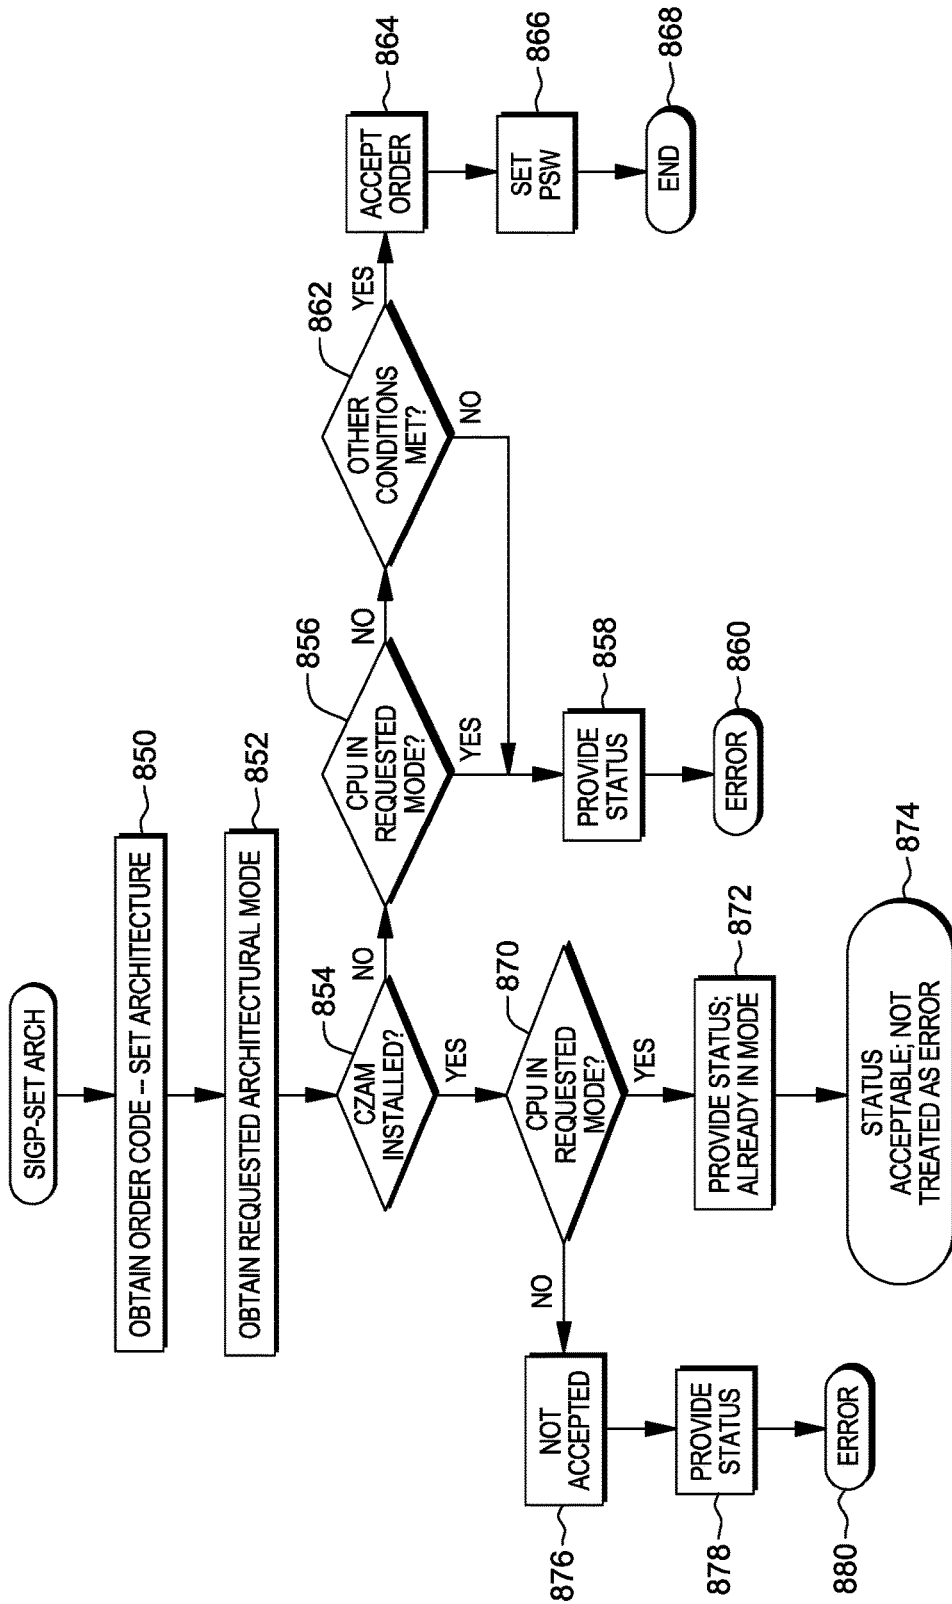 SIGP-SET ARCH
OBTAIN ORDER CODE -- SET ARCHITECTURE
850
OBTAIN REQUESTED ARCHITECTURAL MODE
852
CZAM
INSTALLED?
854
NO
YES
CPU IN
REQUESTED
MODE?
856
NO
YES
OTHER
CONDITIONS
MET?
862
YES
NO
ACCEPT
ORDER
864
SET
PSW
866
END
868
PROVIDE
STATUS
858
ERROR
860
CPU IN
REQUESTED
MODE?
870
YES
NO
PROVIDE STATUS;
ALREADY IN MODE
872
STATUS
ACCEPTABLE; NOT
TREATED AS ERROR
874
NOT
ACCEPTED
876
PROVIDE
STATUS
878
ERROR
880